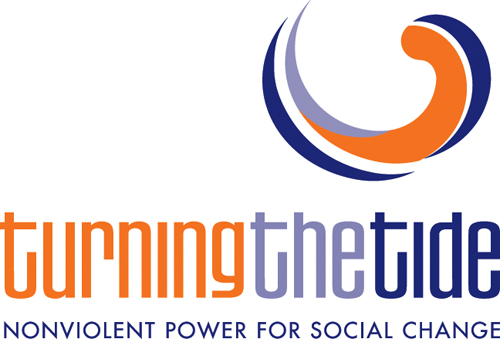 turningthetide
NONVIOLENT POWER FOR SOCIAL CHANGE